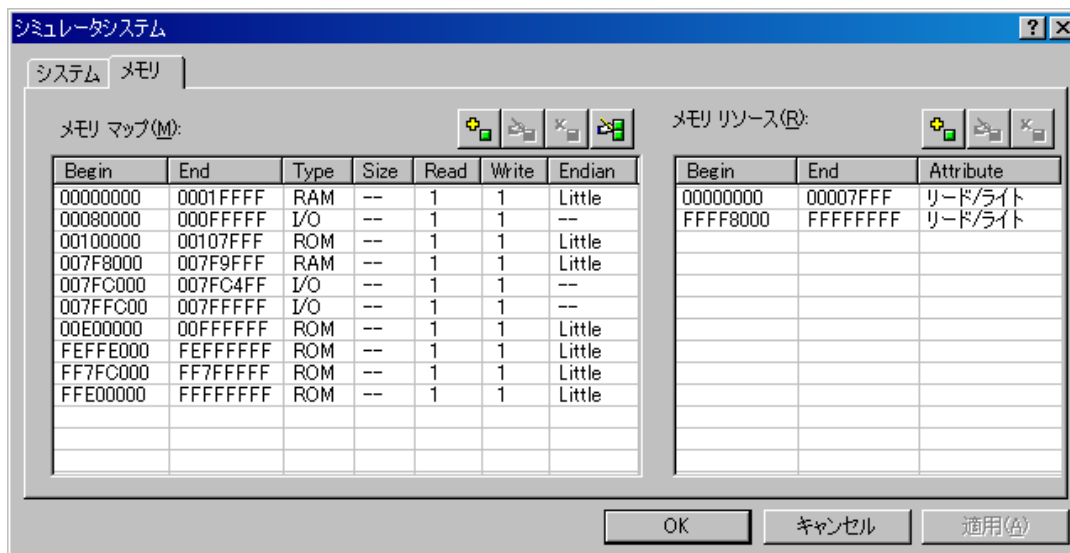 シミュレータシステム
システム メモリ
メモリ マップ(M):
Begin End Type Size Read Write Endian
00000000 0001FFFF RAM -- 1 1 Little
00080000 000FFFFF I/O -- 1 1 --
00100000 00107FFF ROM -- 1 1 Little
007F8000 007F9FFF RAM -- 1 1 Little
007FC000 007FC4FF I/O -- 1 1 --
007FFC00 007FFFFF I/O -- 1 1 --
00E00000 00FFFFFF ROM -- 1 1 Little
FEFFE000 FEFFFFFF ROM -- 1 1 Little
FF7FC000 FF7FFFFF ROM -- 1 1 Little
FFE00000 FFFFFFFF ROM -- 1 1 Little
メモリ リソース(R):
Begin End Attribute
00000000 00007FFF リード/ライト
FFFF8000 FFFFFFFF リード/ライト
OK キャンセル 適用(A)